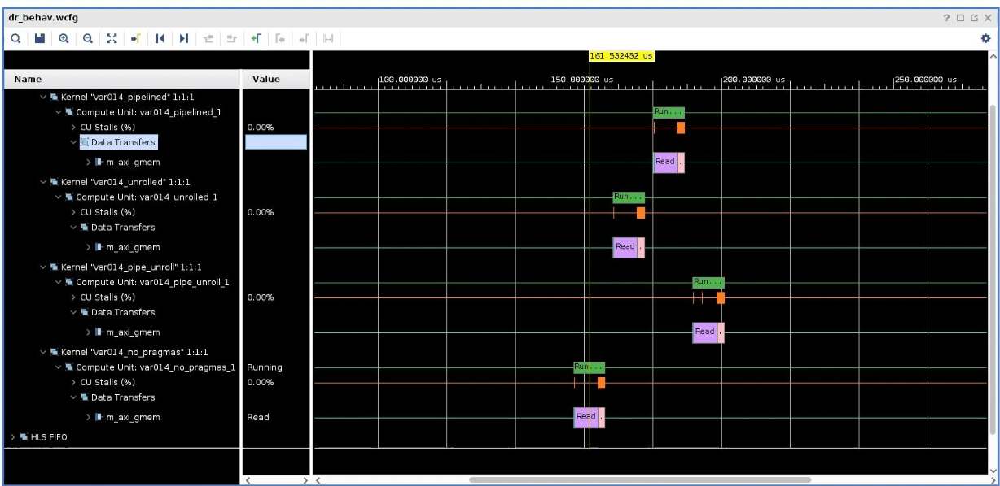 dr_behav.wcfg
?
161.532432 us
Name Value
100.000000 us 150.000000 us 200.000000 us 250.000000 us
Kernel "var014_pipelined" 1:1:1
Compute Unit: var014_pipelined_1 Run...
CU Stalls (%) 0.00%
Data Transfers
m_axi_gmem Read .
Kernel "var014_unrolled" 1:1:1
Compute Unit: var014_unrolled_1 Run...
CU Stalls (%) 0.00%
Data Transfers
m_axi_gmem Read .
Kernel "var014_pipe_unroll" 1:1:1
Compute Unit: var014_pipe_unroll_1 Run...
CU Stalls (%) 0.00%
Data Transfers
m_axi_gmem Read .
Kernel "var014_no_pragmas" 1:1:1
Compute Unit: var014_no_pragmas_1 Running Run...
CU Stalls (%) 0.00%
Data Transfers
m_axi_gmem Read Read .
HLS FIFO